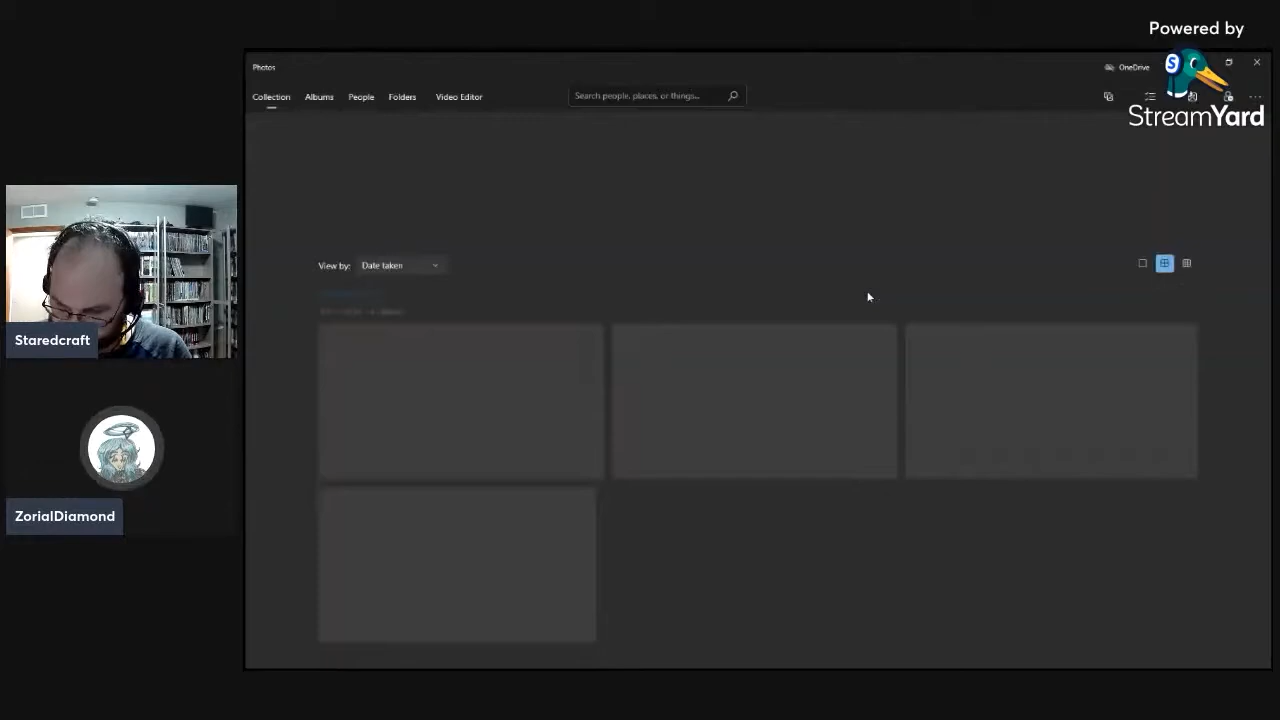 Powered by
StreamYard
Photos
OneDrive
Collection
Albums
People
Folders
Video Editor
Search people, places, or things...
View by:
Date taken
Staredcraft
ZorialDiamond